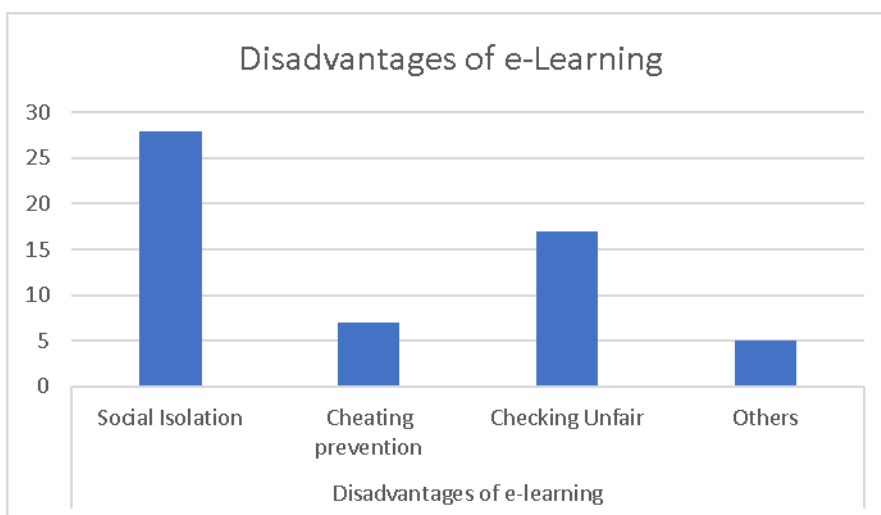 Disadvantages of e-Learning
30
25
20
15
10
5
0
Social Isolation
Cheating
prevention
Checking Unfair
Others
Disadvantages of e-learning